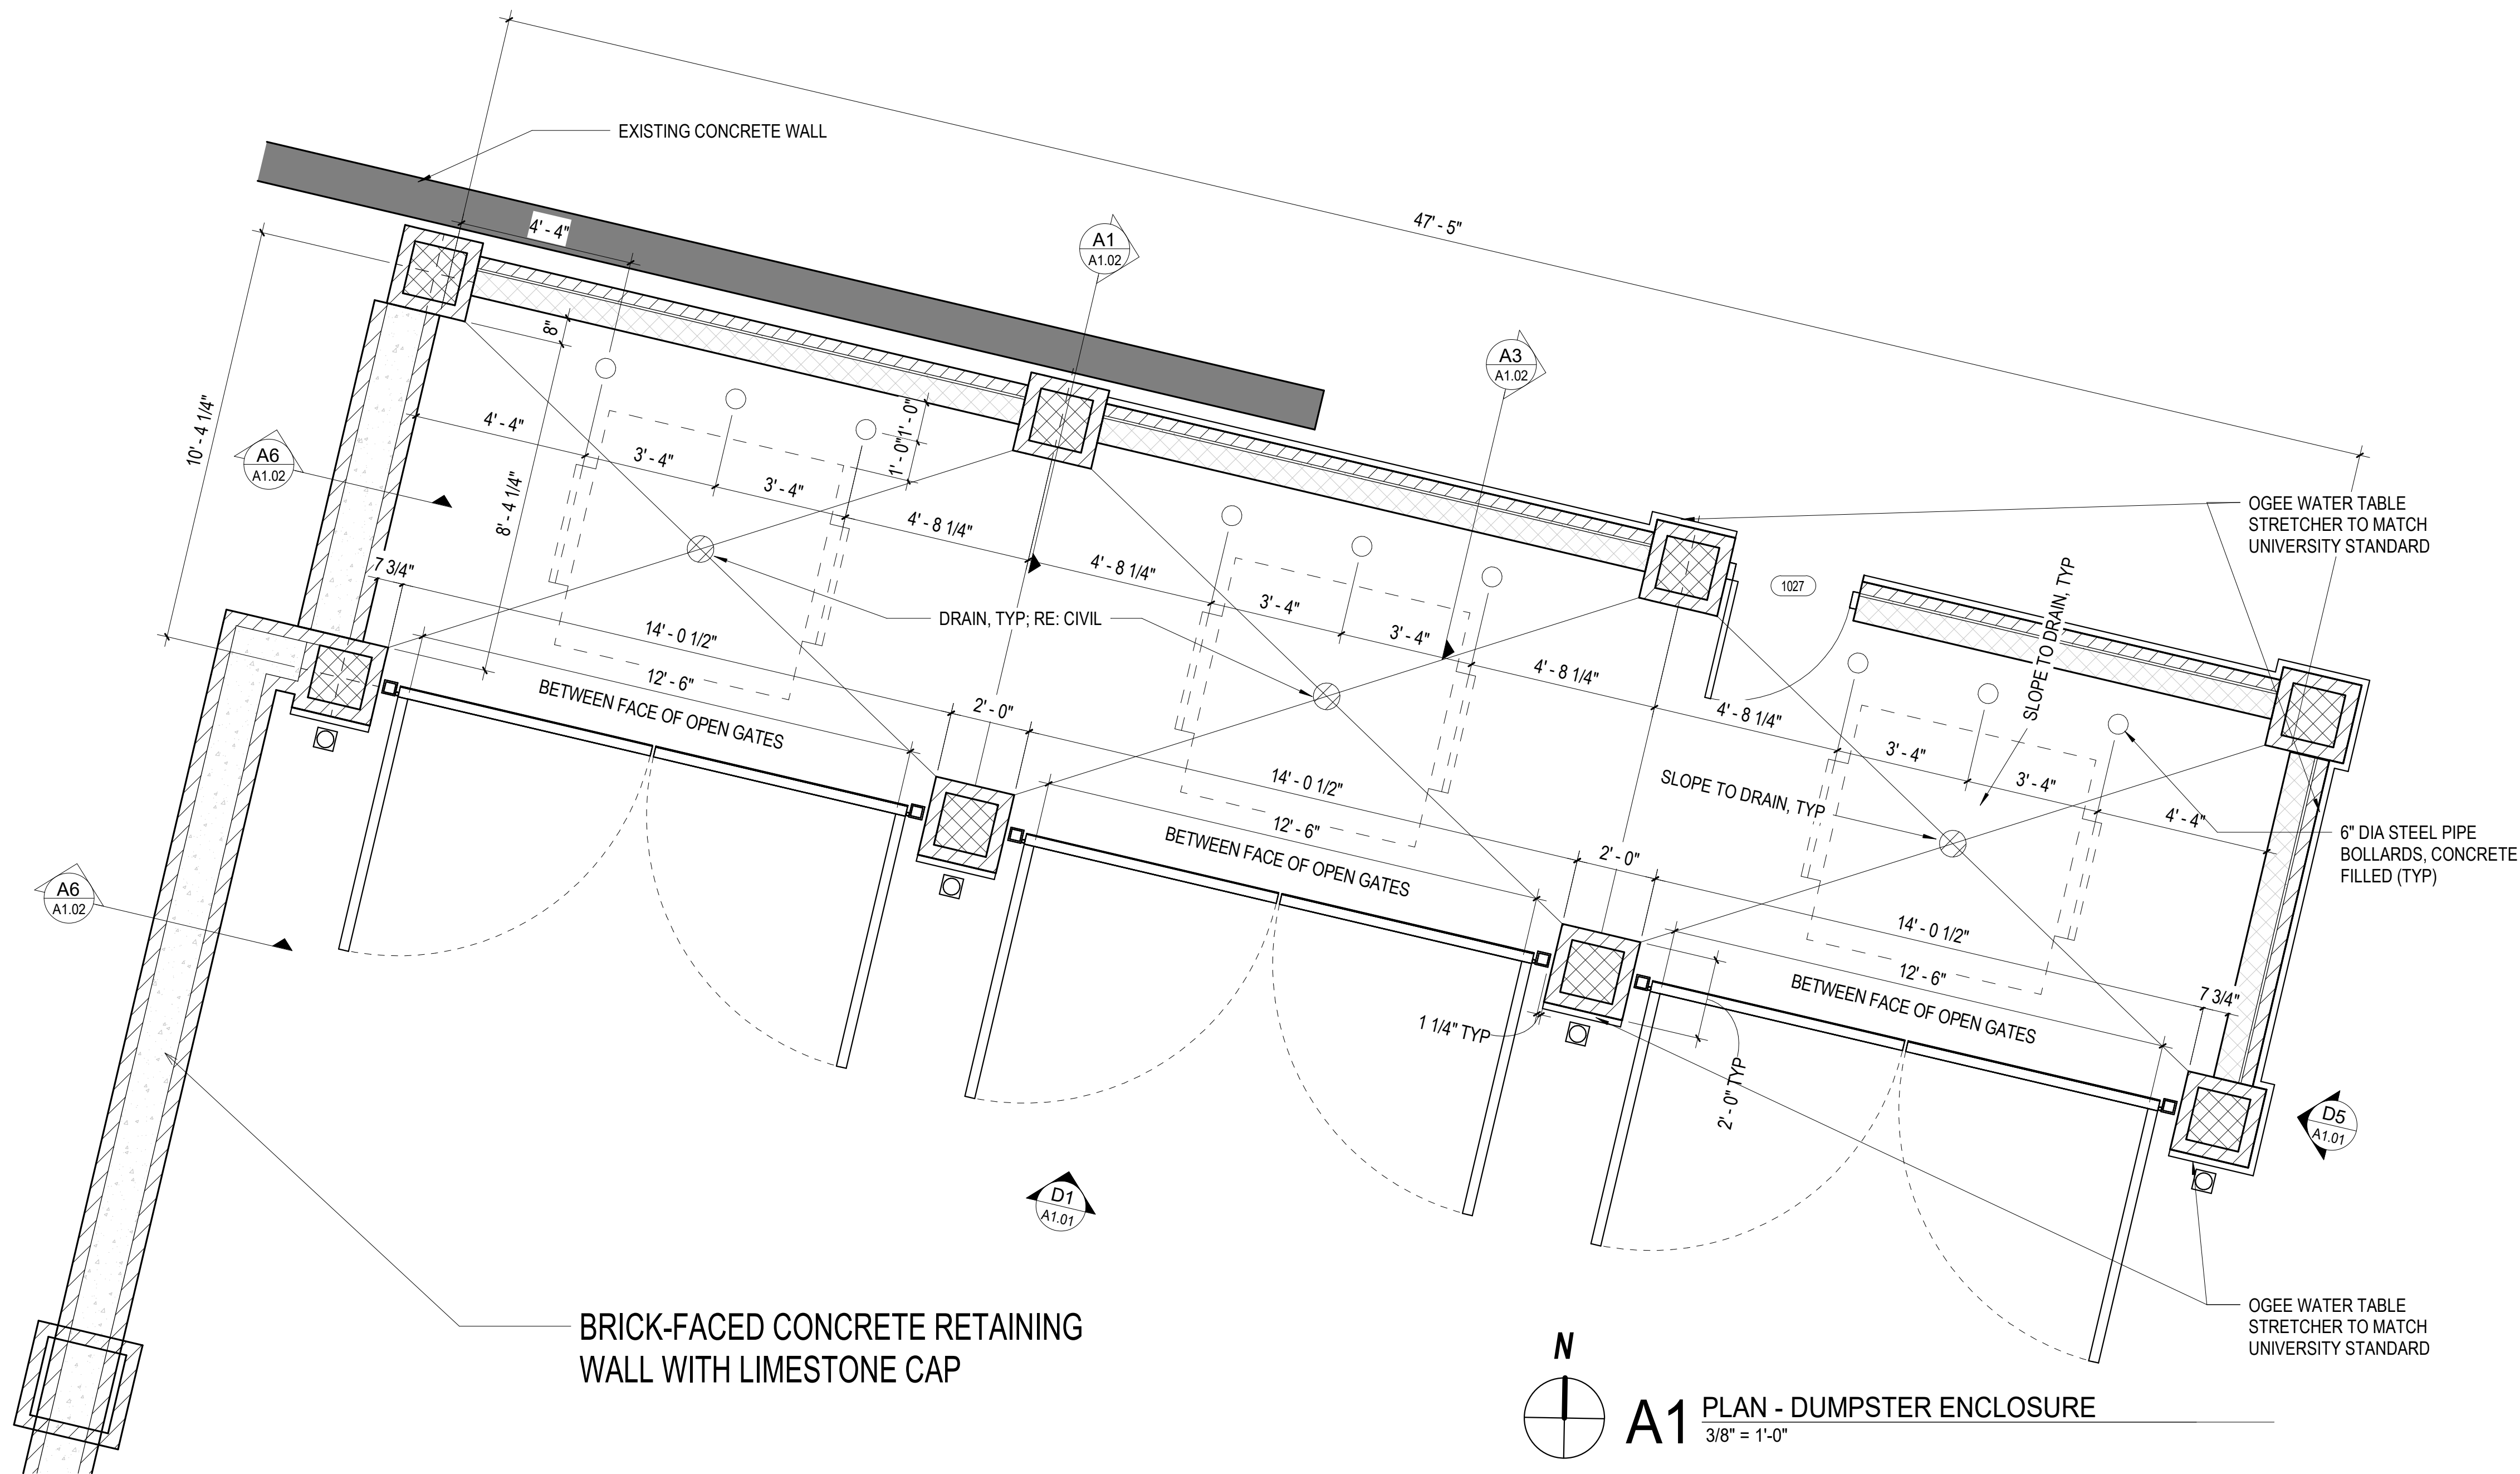 47' - 5"
EXISTING CONCRETE WALL
4' - 4"
A1
A1.02
A3
A1.02
8"
10' - 4 1/4"
A6
A1.02
4' - 4"
3' - 4"
3' - 4"
1' - 0"
1' - 0"
8' - 4 1/4"
4' - 8 1/4"
4' - 8 1/4"
3' - 4"
3' - 4"
4' - 8 1/4"
4' - 8 1/4"
3' - 4"
3' - 4"
4' - 4"
1027
OGEE WATER TABLE
STRETCHER TO MATCH
UNIVERSITY STANDARD
SLOPE TO DRAIN, TYP
SLOPE TO DRAIN, TYP
DRAIN, TYP; RE: CIVIL
7 3/4"
14' - 0 1/2"
12' - 6"
BETWEEN FACE OF OPEN GATES
2' - 0"
14' - 0 1/2"
12' - 6"
BETWEEN FACE OF OPEN GATES
2' - 0"
14' - 0 1/2"
12' - 6"
BETWEEN FACE OF OPEN GATES
7 3/4"
6" DIA STEEL PIPE
BOLLARDS, CONCRETE
FILLED (TYP)
A6
A1.02
1 1/4" TYP
2' - 0" TYP
D5
A1.01
D1
A1.01
BRICK-FACED CONCRETE RETAINING
WALL WITH LIMESTONE CAP
OGEE WATER TABLE
STRETCHER TO MATCH
UNIVERSITY STANDARD
N
A1
PLAN - DUMPSTER ENCLOSURE
3/8" = 1'-0"